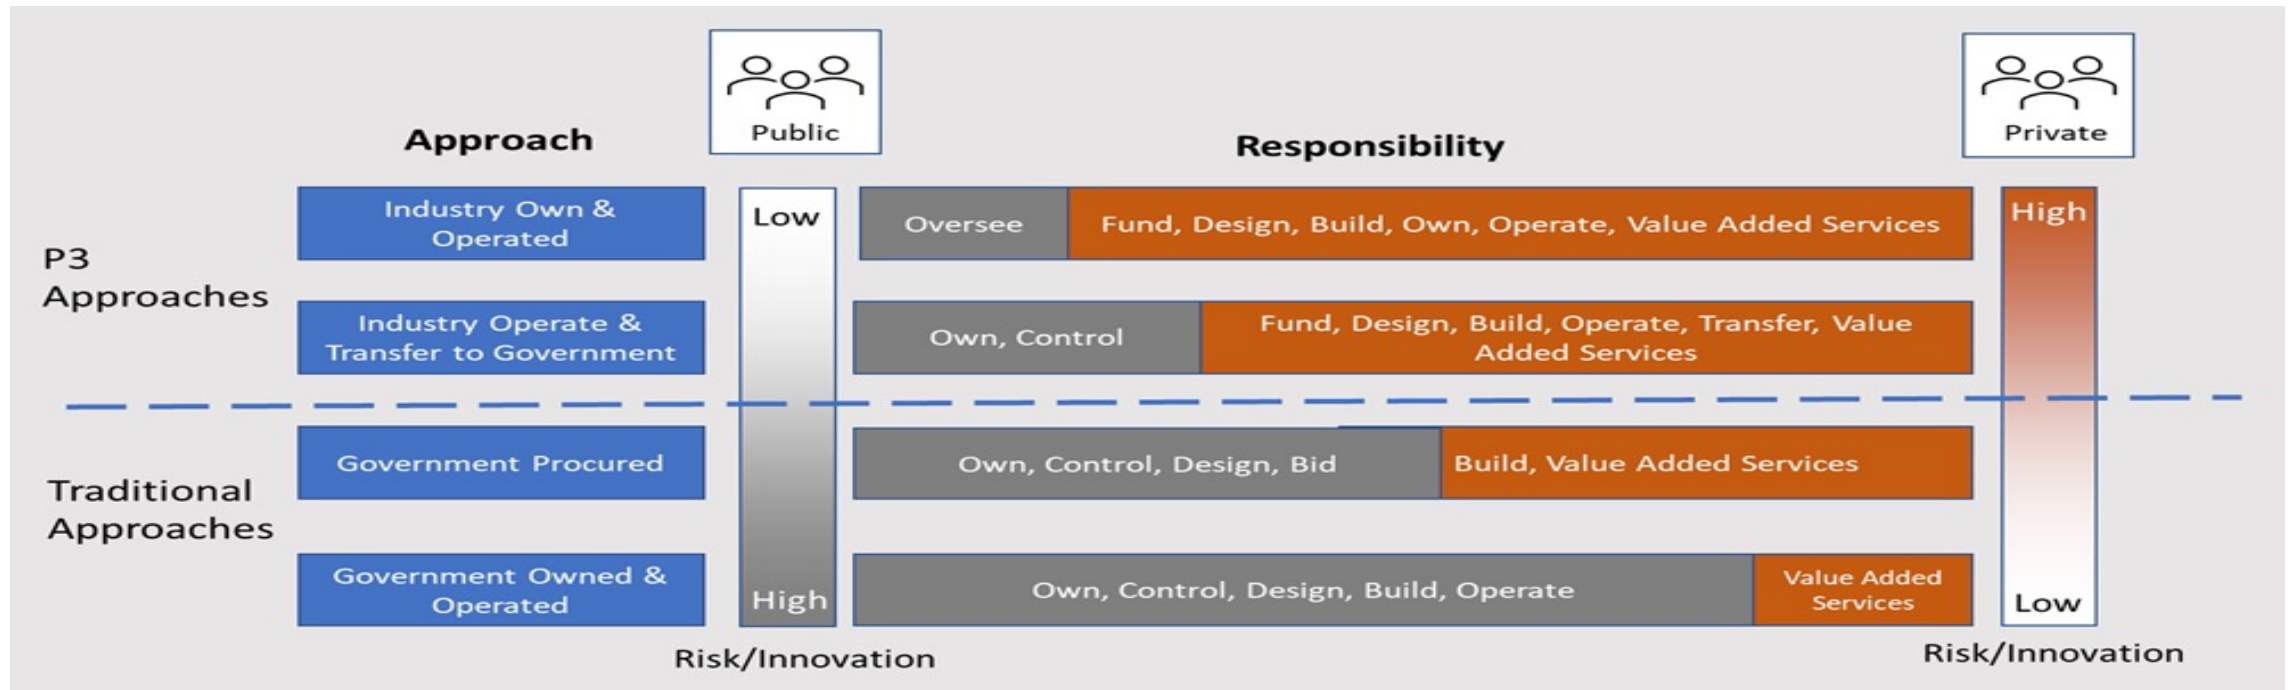 Public
Private
Approach
Responsibility
P3
Approaches
Industry Own &
Operated
Low
Oversee
Fund, Design, Build, Own, Operate, Value Added Services
High
Industry Operate &
Transfer to Government
Own, Control
Fund, Design, Build, Operate, Transfer, Value
Added Services
Traditional
Approaches
Government Procured
Own, Control, Design, Bid
Build, Value Added Services
Government Owned &
Operated
High
Own, Control, Design, Build, Operate
Value Added
Services
Low
Risk/Innovation
Risk/Innovation